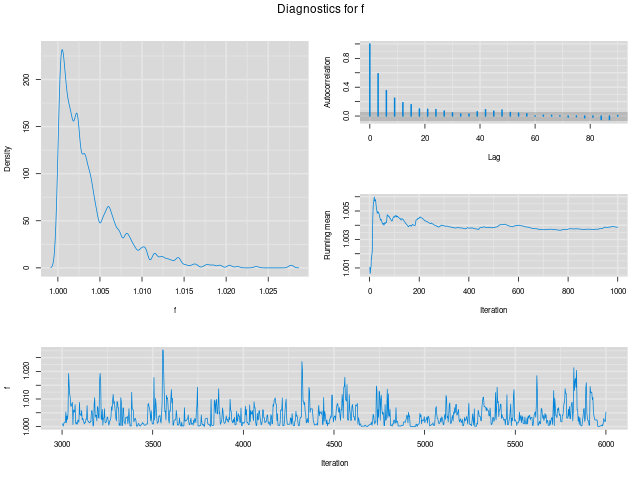 Diagnostics for f
Density
0 50 100 150 200
1.000 1.005 1.010 1.015 1.020 1.025
f
Autocorrelation
0.0 0.4 0.8
0 20 40 60 80
Lag
Running mean
1.001 1.003 1.005
0 200 400 600 800 1000
Iteration
f
1.000 1.010 1.020
3000 3500 4000 4500 5000 5500 6000
Iteration